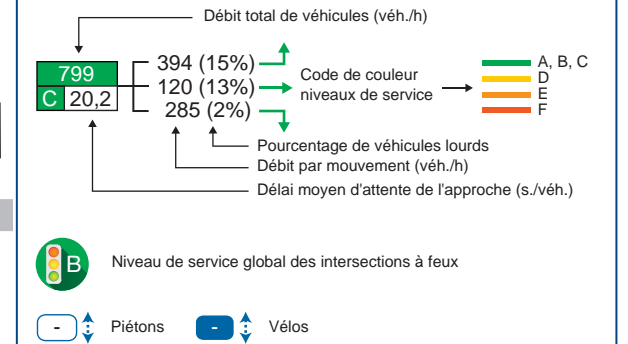 Débit total de véhicules (véh./h)
799
C 20,2
394 (15%)
120 (13%)
285 (2%)
Code de couleur
niveaux de service
A, B, C
D
E
F
Pourcentage de véhicules lourds
Débit par mouvement (véh./h)
Délai moyen d'attente de l'approche (s./véh.)
B
Niveau de service global des intersections à feux
- Piétons
- Vélos